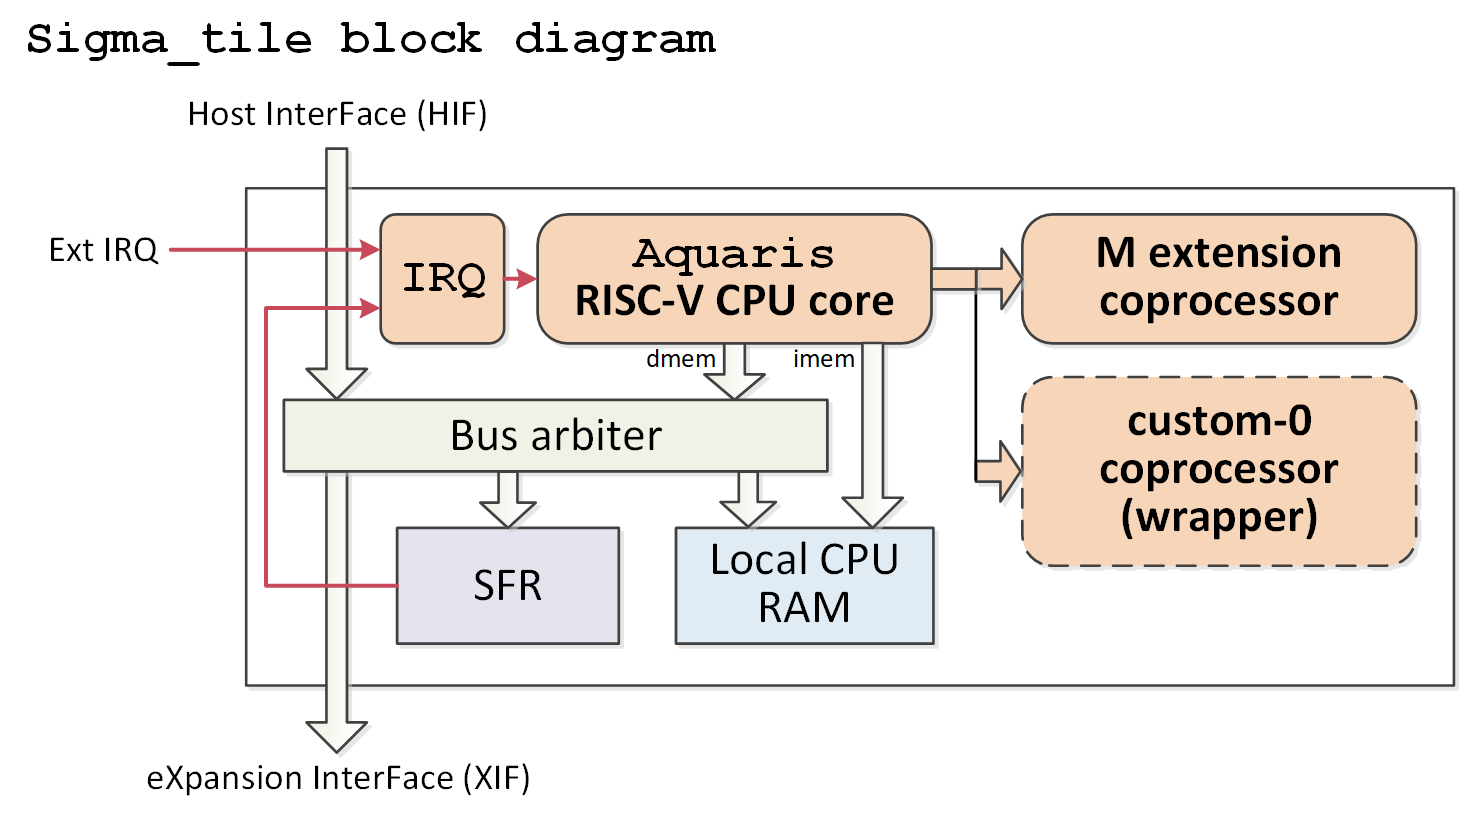 Sigma_tile block diagram
Host InterFace (HIF)
Ext IRQ
IRQ
Aquaris
RISC-V CPU core
M extension
coprocessor
dmem
imem
custom-0
coprocessor
(wrapper)
Bus arbiter
SFR
Local CPU
RAM
eXpansion InterFace (XIF)